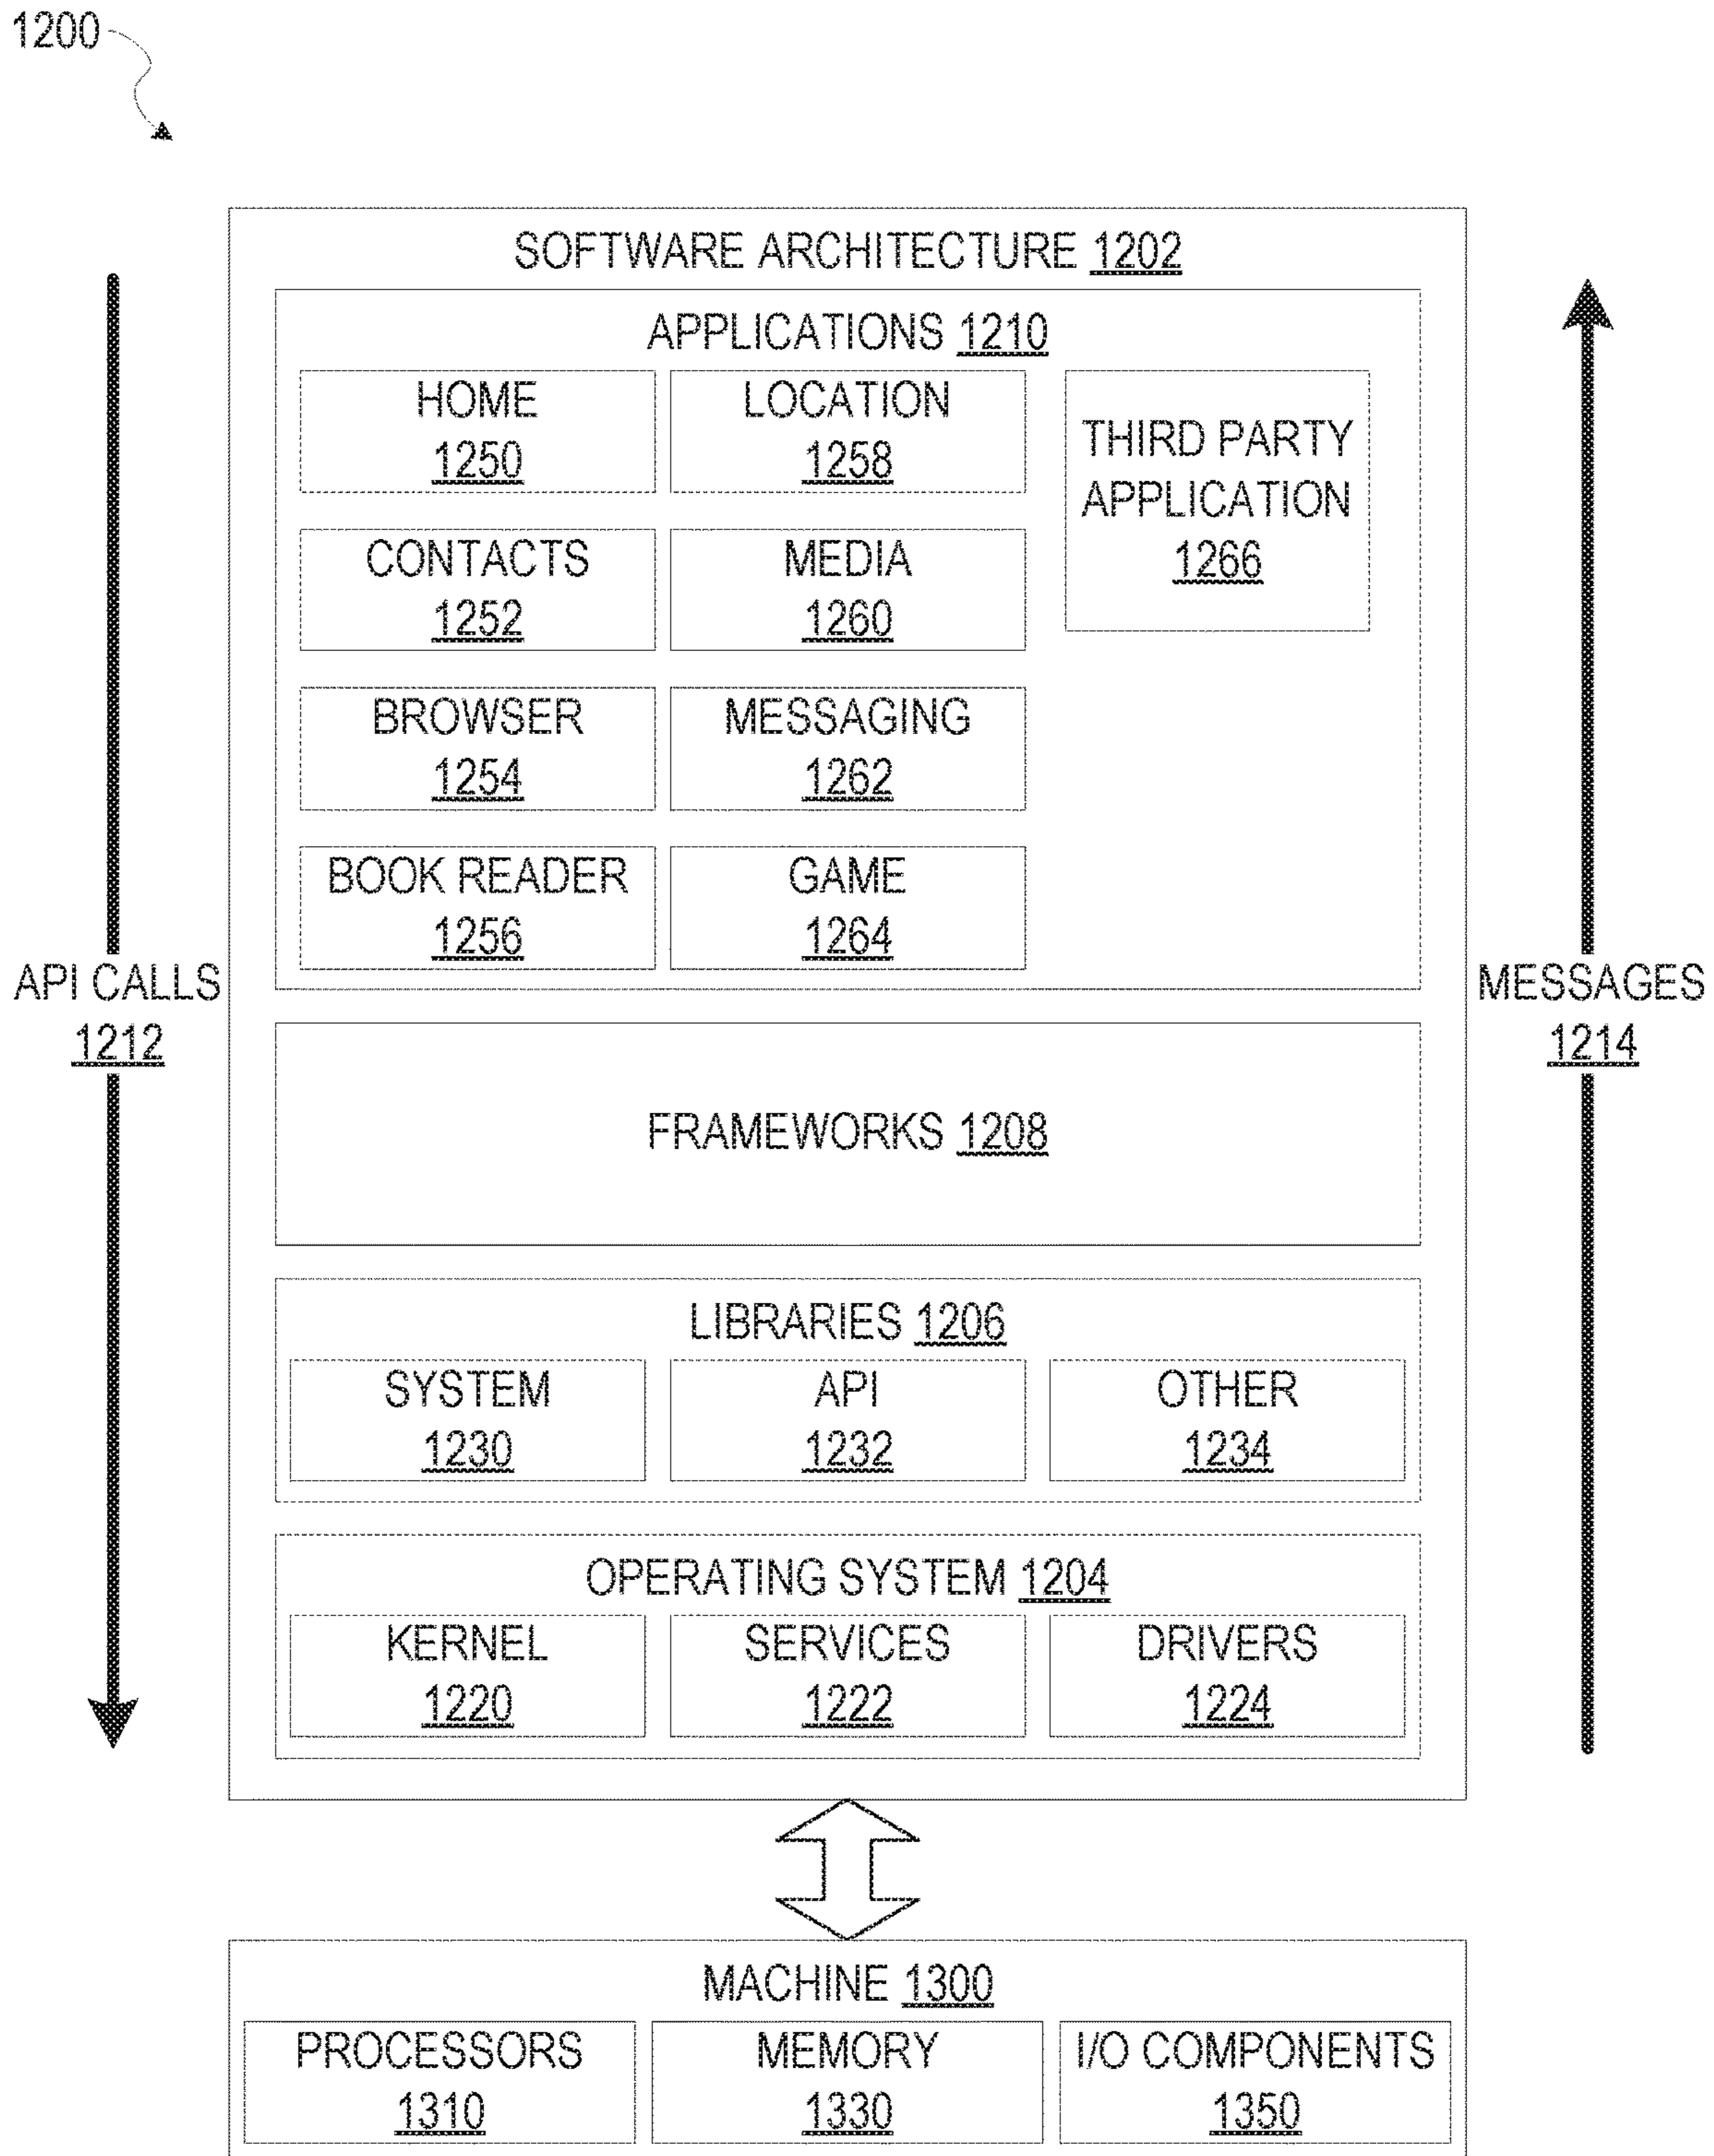 1200
SOFTWARE ARCHITECTURE 1202
APPLICATIONS 1210
HOME
1250
LOCATION
1258
THIRD PARTY
APPLICATION
1266
CONTACTS
1252
MEDIA
1260
BROWSER
1254
MESSAGING
1262
BOOK READER
1256
GAME
1264
API CALLS
1212
MESSAGES
1214
FRAMEWORKS 1208
LIBRARIES 1206
SYSTEM
1230
API
1232
OTHER
1234
OPERATING SYSTEM 1204
KERNEL
1220
SERVICES
1222
DRIVERS
1224
MACHINE 1300
PROCESSORS
1310
MEMORY
1330
I/O COMPONENTS
1350